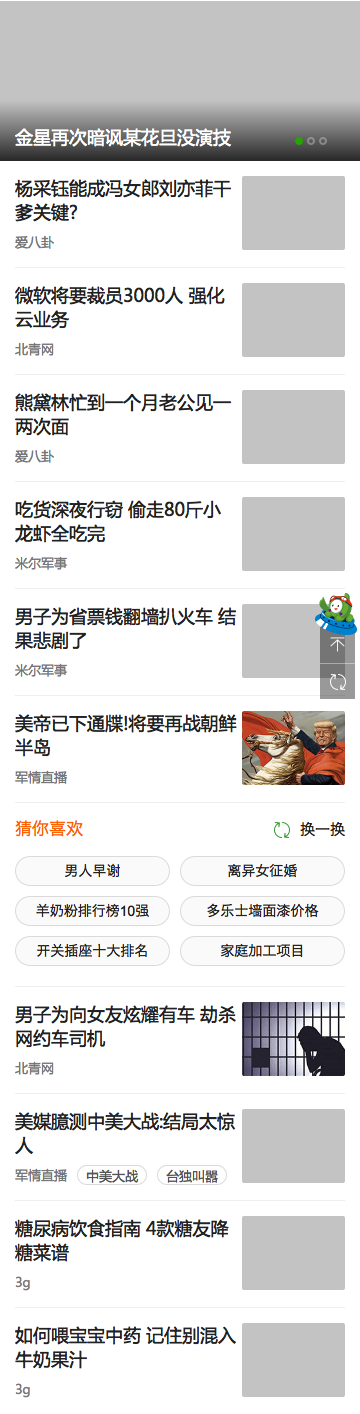 金星再次暗讽某花旦没演技
杨采钰能成冯女郎刘亦菲干
爹关键?
爱八卦
微软将要裁员3000人 强化
云业务
北青网
熊黛林忙到一个月老公见一
两次面
爱八卦
吃货深夜行窃 偷走80斤小
龙虾全吃完
米尔军事
男子为省票钱翻墙扒火车 结
果悲剧了
米尔军事
美帝已下通牒!将要再战朝鲜
半岛
军情直播
猜你喜欢 换一换
男人早谢 离异女征婚
羊奶粉排行榜10强 多乐士墙面漆价格
开关插座十大排名 家庭加工项目
男子为向女友炫耀有车 劫杀
网约车司机
北青网
美媒臆测中美大战:结局太惊
人
军情直播 中美大战 台独叫嚣
糖尿病饮食指南 4款糖友降
糖菜谱
3g
如何喂宝宝中药 记住别混入
牛奶果汁
3g